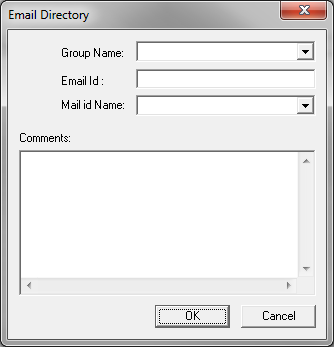 Email Directory
Group Name:
Email Id :
Mail id Name:
Comments:
OK
Cancel